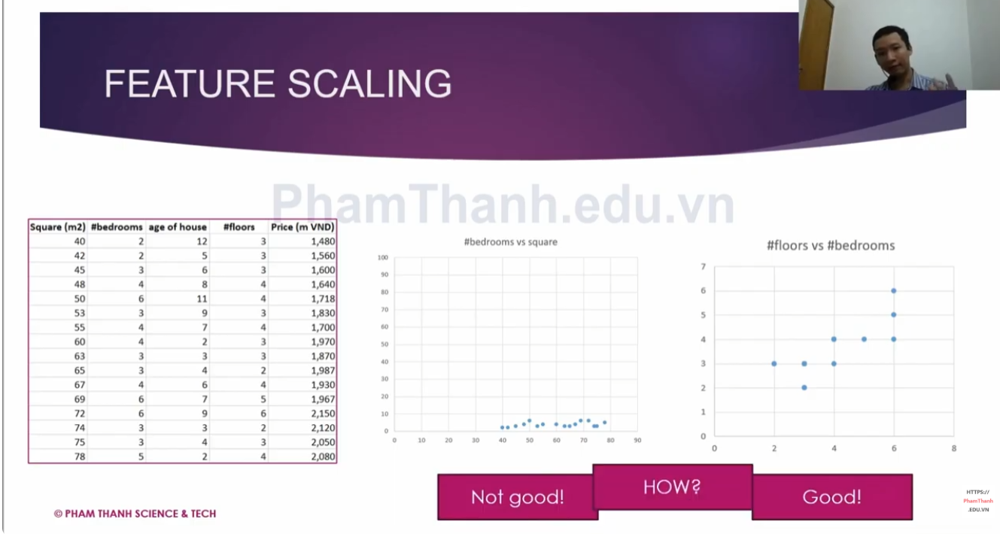 FEATURE SCALING
PhamThanh.edu.vn
Square (m2) #bedrooms age of house #floors Price (m VND)
40 2 12 3 1,480
42 2 5 3 1,560
45 3 6 3 1,600
48 4 8 4 1,640
50 6 11 4 1,718
53 3 9 3 1,830
55 4 7 4 1,700
60 4 2 3 1,970
63 3 3 3 1,870
65 3 4 2 1,987
67 4 6 4 1,930
69 6 7 5 1,967
72 6 9 6 2,150
74 3 3 2 2,120
75 3 4 3 2,050
78 5 2 4 2,080
#bedrooms vs square
100
90
80
70
60
50
40
30
20
10
0
0 10 20 30 40 50 60 70 80 90
#floors vs #bedrooms
7
6
5
4
3
2
1
0
0 2 4 6 8
Not good!
HOW?
Good!
© PHAM THANH SCIENCE & TECH
HTTPS://
PhamThanh
.EDU.VN